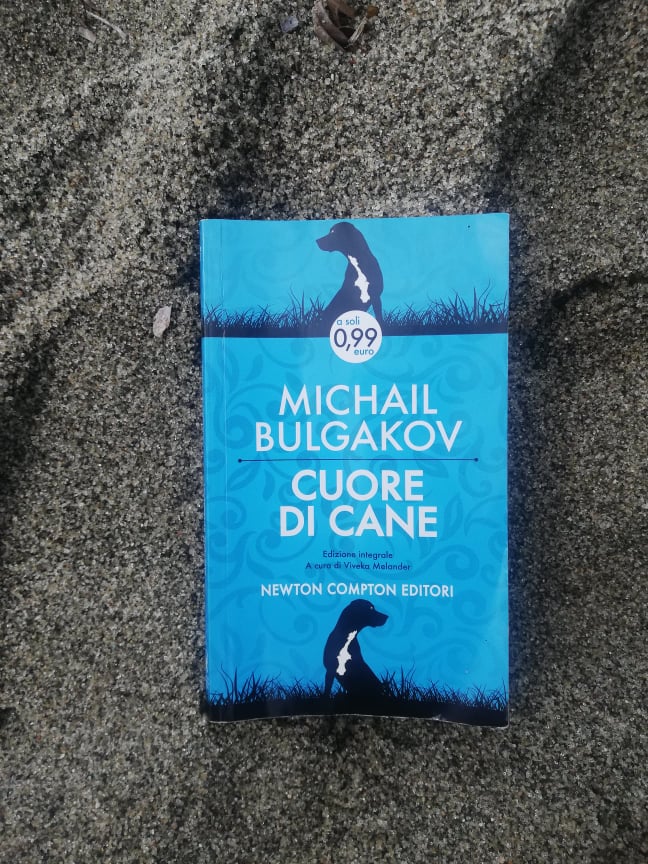 a soli
0,99
euro
MICHAIL
BULGAKOV
CUORE
DI CANE
Edizione integrale
A cura di Viveka Melander
NEWTON COMPTON EDITORI